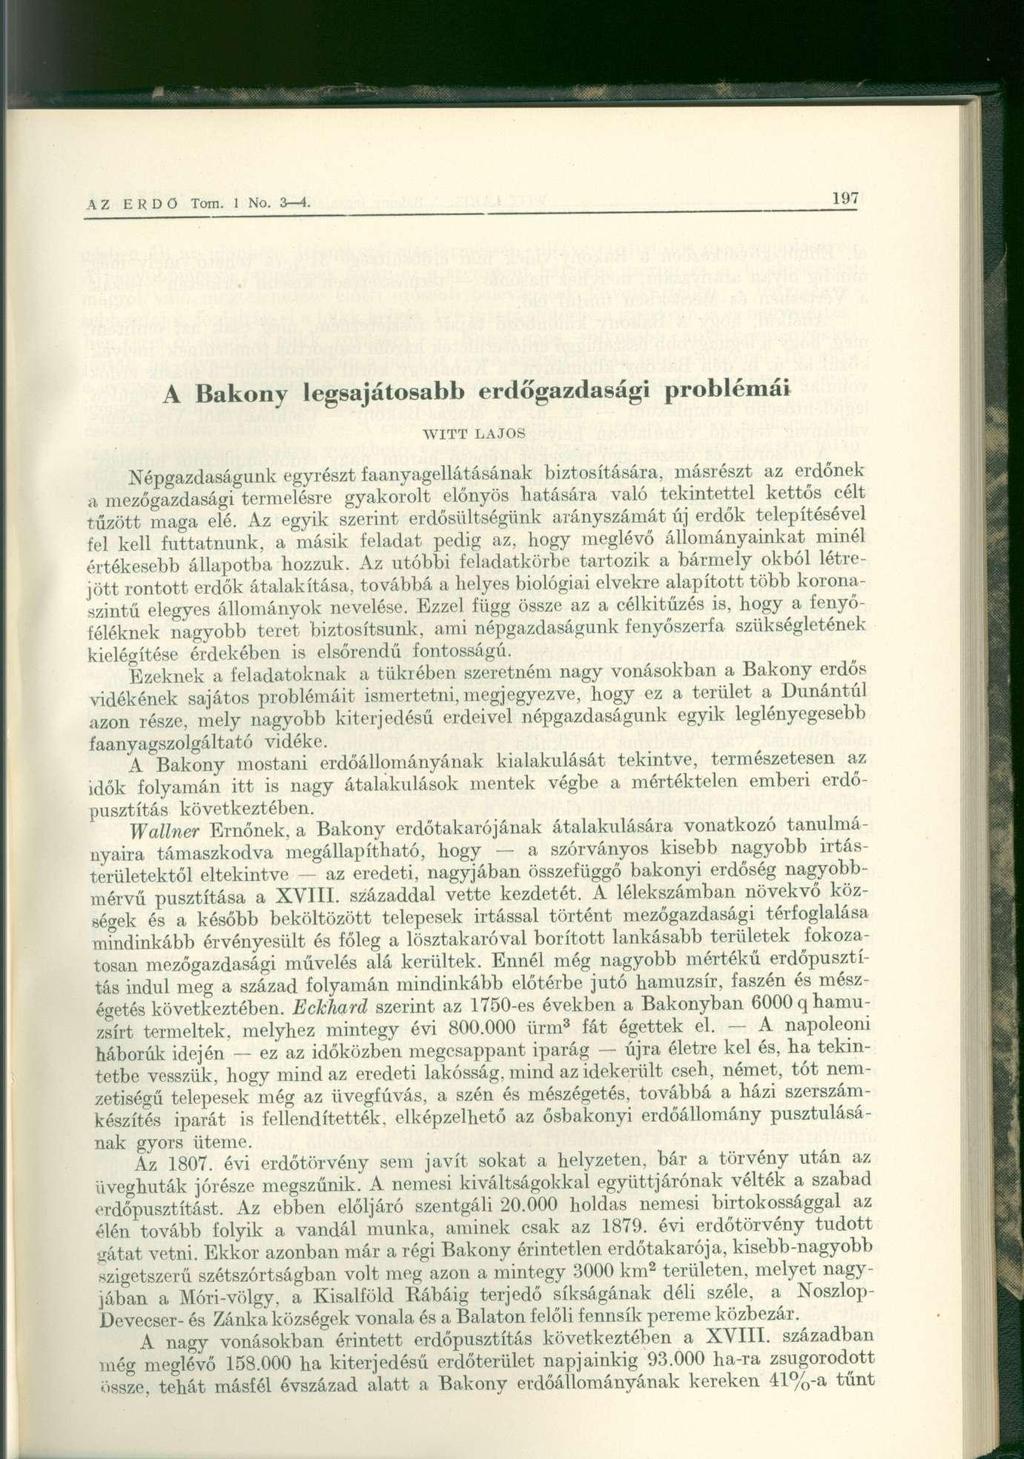 AZ ERDŐ Tom. 1 No. 3—4. 197
A Bakony legsajátosabb erdőgazdasági problémái
WITT LAJOS
Népgazdaságunk egyrészt faanyagellátásának biztosítására, másrészt az erdőnek
a mezőgazdasági termelésre gyakorolt előnyös hatására való tekintettel kettős célt
tűzött maga elé. Az egyik szerint erdősültségünk arányszámát új erdők telepítésével
fel kell futtatnunk, a másik feladat pedig az, hogy meglévő állományainkat minél
értékesebb állapotba hozzuk. Az utóbbi feladatkörbe tartozik a bármely okból létre-
jött rontott erdők átalakítása, továbbá a helyes biológiai elvekre alapított több korona-
szintű elegyes állományok nevelése. Ezzel függ össze az a célkitűzés is, hogy a fenyő-
féléknek nagyobb teret biztosítsunk, ami népgazdaságunk fenyőszerfa szükségletének
kielégítése érdekében is elsőrendű fontosságú.
Ezeknek a feladatoknak a tükrében szeretném nagy vonásokban a Bakony erdős
vidékének sajátos problémáit ismertetni, megjegyezve, hogy ez a terület a Dunántúl
azon része, mely nagyobb kiterjedésű erdeivel népgazdaságunk egyik leglényegesebb
faanyagszolgáltató vidéke.
A Bakony mostani erdőállományának kialakulását tekintve, természetesen az
idők folyamán itt is nagy átalakulások mentek végbe a mértéktelen emberi erdő-
pusztítás következtében.
Wallner Ernőnek, a Bakony erdőtakarójának átalakulására vonatkozó tanulmá-
nyaira támaszkodva megállapítható, hogy — a szórványos kisebb nagyobb irtás-
területektől eltekintve — az eredeti, nagyjában összefüggő bakonyi erdőség nagyobb-
mérvű pusztítása a XVIII. századdal vette kezdetét. A lélekszámban növekvő köz-
ségek és a később beköltözött telepesek irtással történt mezőgazdasági térfoglalása
mindinkább érvényesült és főleg a lösztakaróval borított lankásabb területek fokoza-
tosan mezőgazdasági művelés alá kerültek. Ennél még nagyobb mértékű erdőpusztí-
tás indul meg a század folyamán mindinkább előtérbe jutó hamuzsír, faszén és mész-
égetés következtében. Eckhard szerint az 1750-es években a Bakonyban 6000 q hamu-
zsírt termeltek, melyhez mintegy évi 800.000 ürm³ fát égettek el. — A napoleoni
háborúk idején — ez az időközben megcsappant iparág — újra életre kel és, ha tekin-
tetbe vesszük, hogy mind az eredeti lakósság, mind az idekerült cseh, német, tót nem-
zetiségű telepesek még az üvegfúvás, a szén és mészégetés, továbbá a házi szerszám-
készítés iparát is fellendítették, elképzelhető az ősbakonyi erdőállomány pusztulásá-
nak gyors üteme.
Az 1807. évi erdőtörvény sem javít sokat a helyzeten, bár a törvény után az
üveghuták jórésze megszűnik. A nemesi kiváltságokkal együttjárónak vélték a szabad
erdőpusztítást. Az ebben előljáró szentgáli 20.000 holdas nemesi birtokossággal az
élén tovább folyik a vandál munka, aminek csak az 1879. évi erdőtörvény tudott
gátat vetni. Ekkor azonban már a régi Bakony érintetlen erdőtakarója, kisebb-nagyobb
szigetszerű szétszórtságban volt meg azon a mintegy 3000 km² területen, melyet nagy-
jában a Móri-völgy, a Kisalföld Rábáig terjedő síkságának déli széle, a Noszlop-
Devecser- és Zánka községek vonala és a Balaton felőli fennsík pereme közbezár.
A nagy vonásokban érintett erdőpusztítás következtében a XVIII. században
még meglévő 158.000 ha kiterjedésű erdőterület napjainkig 93.000 ha-ra zsugorodott
össze, tehát másfél évszázad alatt a Bakony erdőállományának kereken 41%-a tűnt